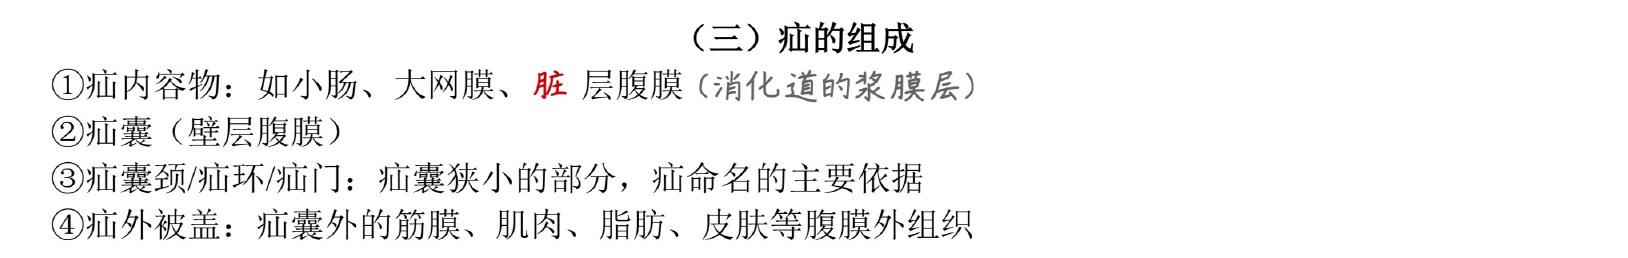 （三）疝的组成
①疝内容物：如小肠、大网膜、脏 层腹膜（消化道的浆膜层）
②疝囊（壁层腹膜）
③疝囊颈/疝环/疝门：疝囊狭小的部分，疝命名的主要依据
④疝外被盖：疝囊外的筋膜、肌肉、脂肪、皮肤等腹膜外组织